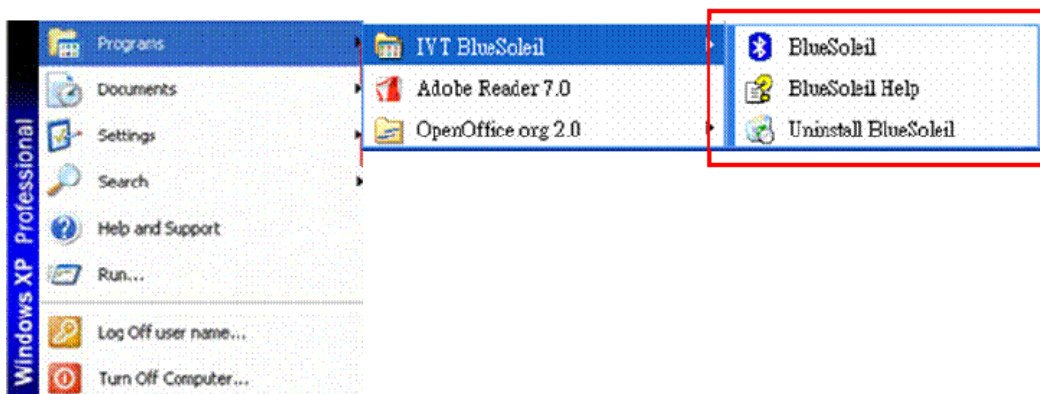 Windows XP Professional
Programs
Documents
Settings
Search
Help and Support
Run...
Log Off user name...
Turn Off Computer...
IVT BlueSoleil
Adobe Reader 7.0
OpenOffice org 2.0
BlueSoleil
BlueSoleil Help
Uninstall BlueSoleil